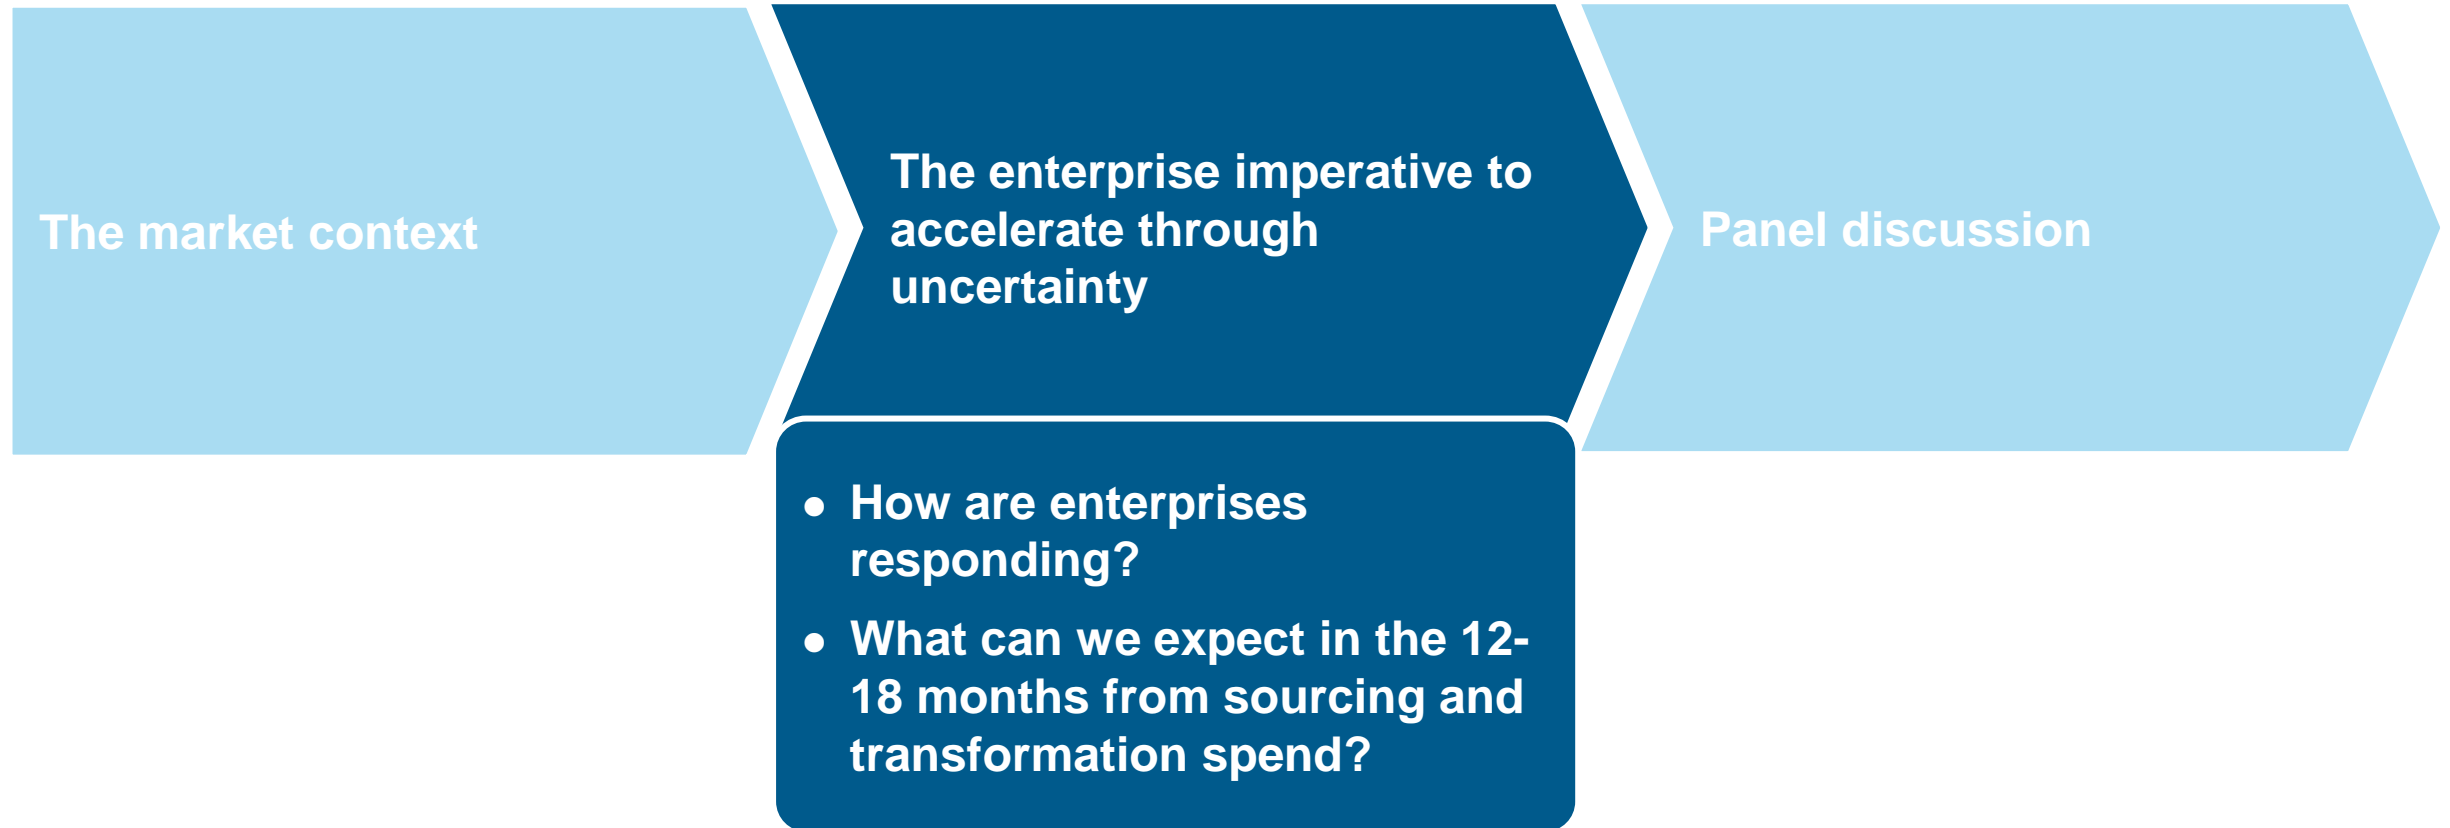 The market context
The enterprise imperative to
accelerate through
uncertainty
Panel discussion
● How are enterprises
responding?
● What can we expect in the 12-
18 months from sourcing and
transformation spend?